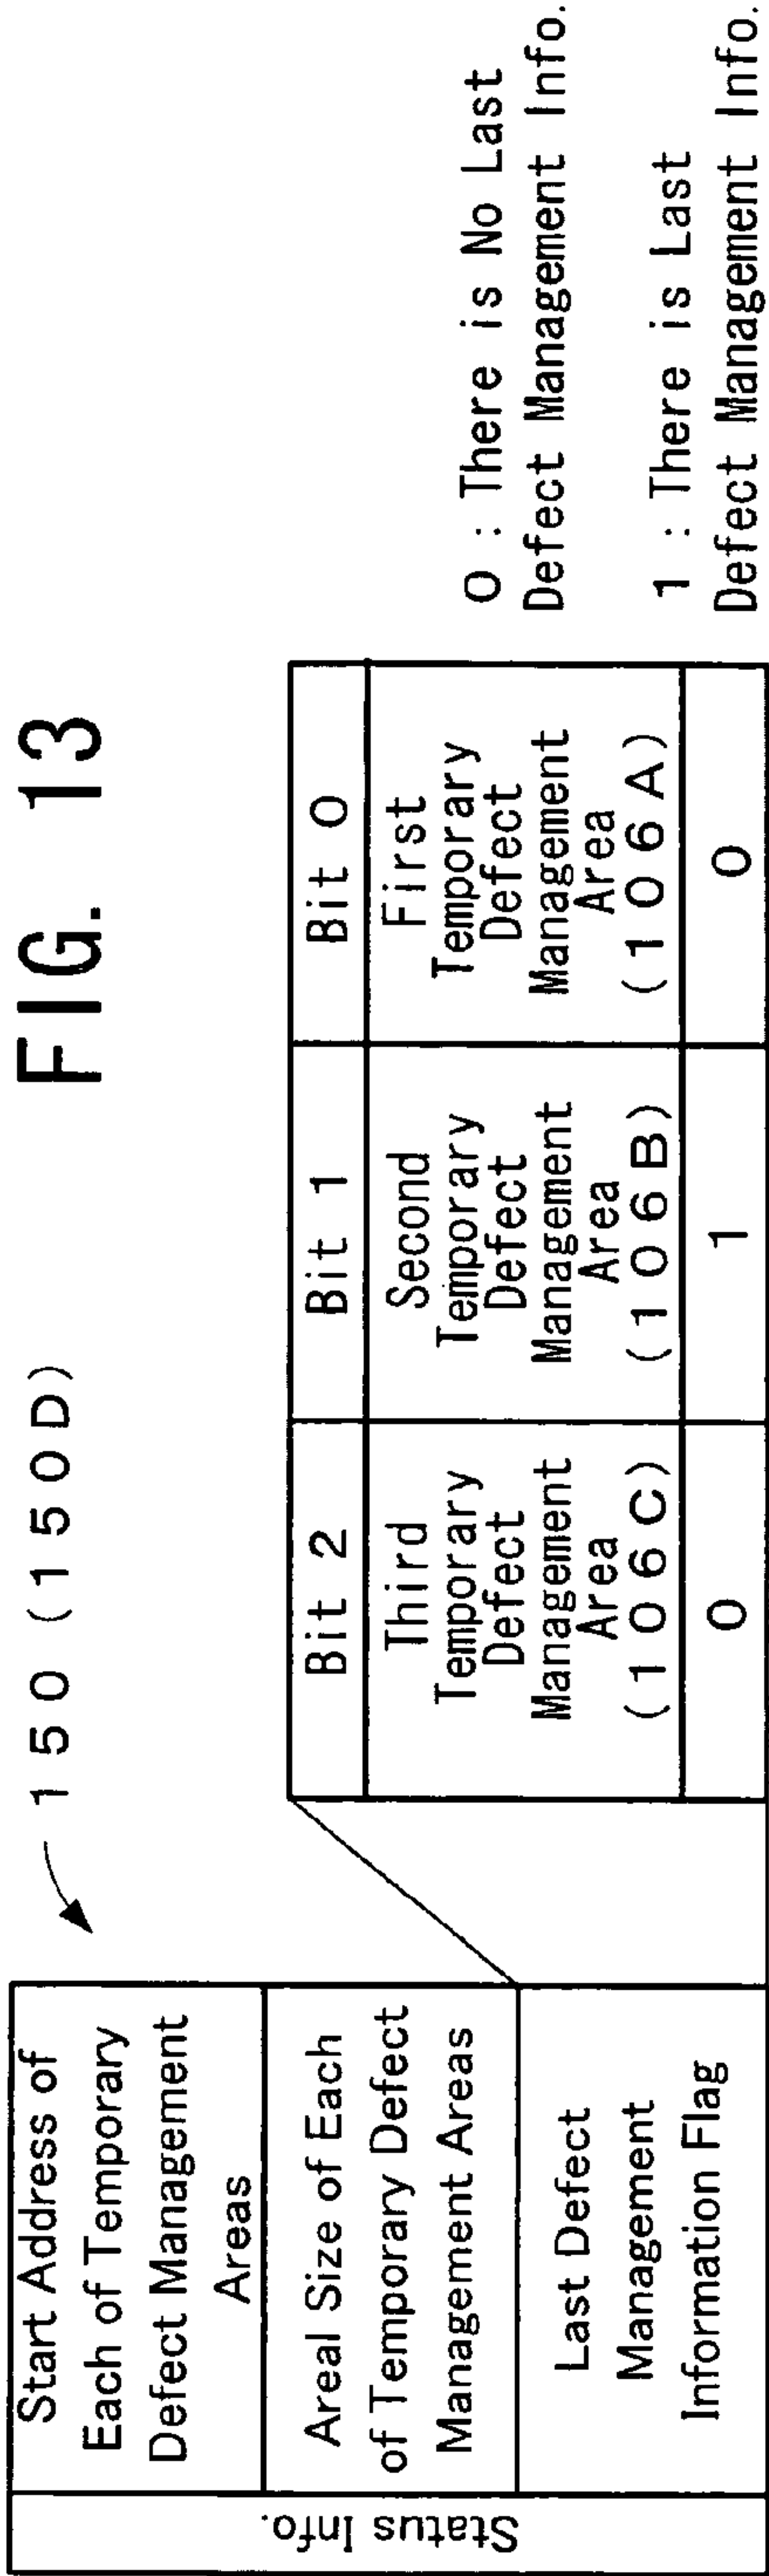 FIG. 13
150 (150D)
Status Info.
Start Address of
Each of Temporary
Defect Management
Areas
Areal Size of Each
of Temporary Defect
Management Areas
Last Defect
Management
Information Flag
Bit 2
Bit 1
Bit 0
Third
Temporary
Defect
Management
Area
(106C)
Second
Temporary
Defect
Management
Area
(106B)
First
Temporary
Defect
Management
Area
(106A)
0
1
0
0 : There is No Last
Defect Management Info.
1 : There is Last
Defect Management Info.